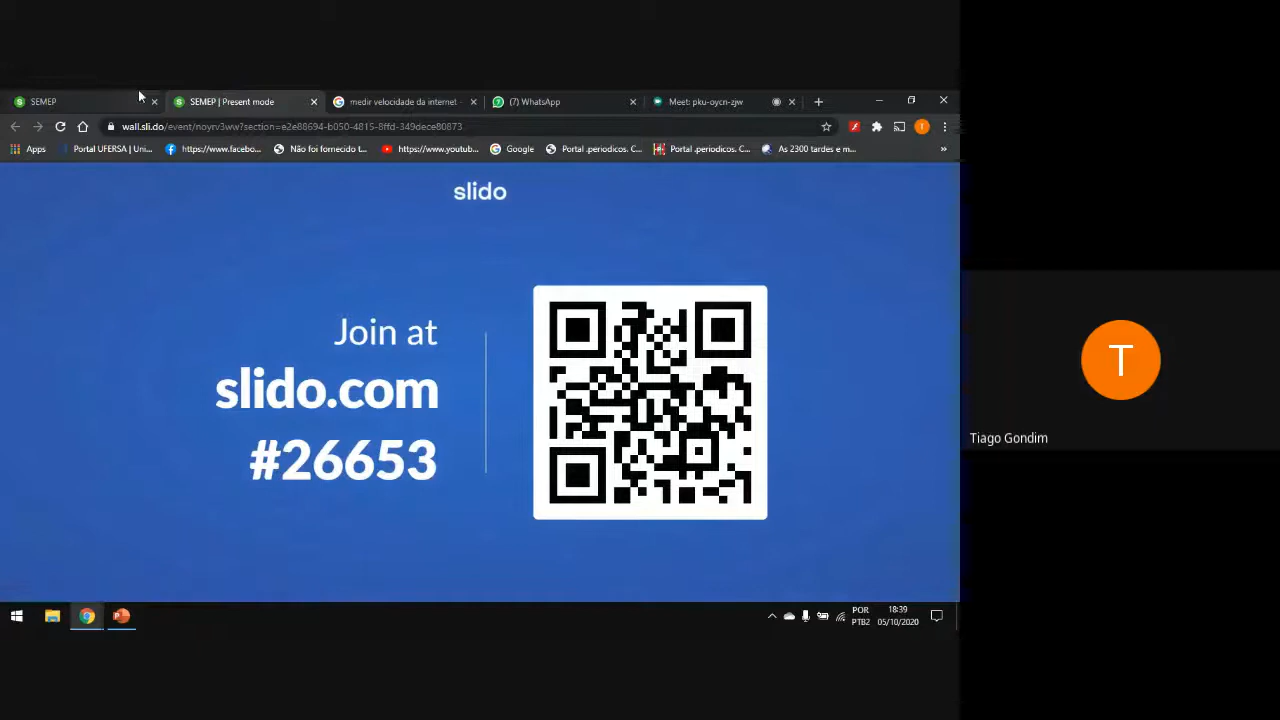 SEMEP
SEMEP | Present mode
medir velocidade da internet -
(7) WhatsApp
Meet: pku-oycn-zjw
wall.sli.do/event/noyrv3ww?section=e2e88694-b050-4815-8ffd-349dece80873
T
Apps
Portal UFERSA | Uni...
https://www.facebo...
Não foi fornecido t...
https://www.youtub...
Google
Portal .periodicos. C...
Portal .periodicos. C...
As 2300 tardes e m...
»
slido
Join at
slido.com
#26653
T
Tiago Gondim
POR
PTB2
18:39
05/10/2020